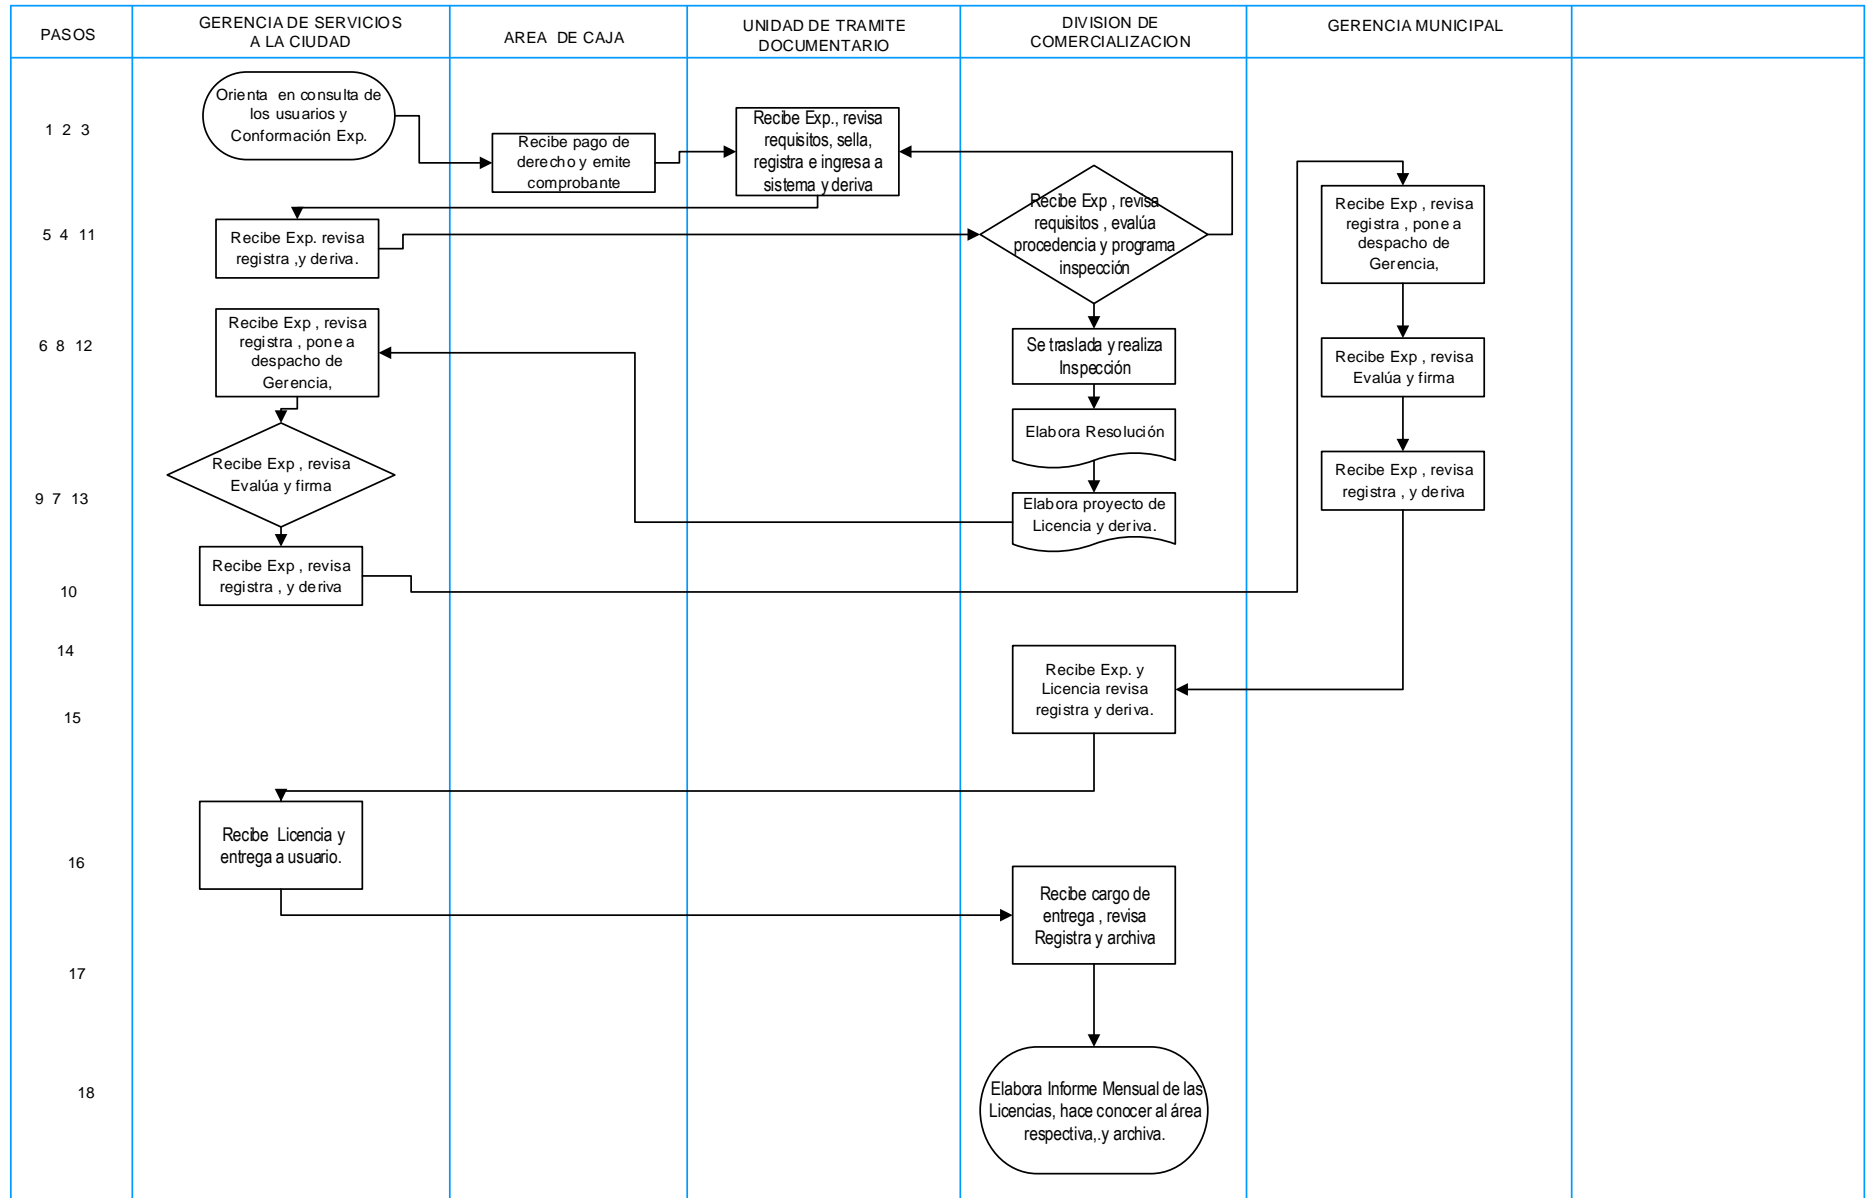 PASOS
GERENCIA DE SERVICIOS
A LA CIUDAD
AREA DE CAJA
UNIDAD DE TRAMITE
DOCUMENTARIO
DIVISION DE
COMERCIALIZACION
GERENCIA MUNICIPAL
1 2 3
Orienta en consulta de
los usuarios y
Conformación Exp.
Recibe pago de
derecho y emite
comprobante
Recibe Exp., revisa
requisitos, sella,
registra e ingresa a
sistema y deriva
5 4 11
Recibe Exp. revisa
registra ,y deriva.
Recibe Exp , revisa
requisitos , evalúa
procedencia y programa
inspección
Recibe Exp , revisa
registra , pone a
despacho de
Gerencia,
6 8 12
Recibe Exp , revisa
registra , pone a
despacho de
Gerencia,
Se traslada y realiza
Inspección
Recibe Exp , revisa
Evalúa y firma
Elabora Resolución
9 7 13
Recibe Exp , revisa
Evalúa y firma
Elabora proyecto de
Licencia y deriva.
Recibe Exp , revisa
registra , y deriva
10
Recibe Exp , revisa
registra , y deriva
14
Recibe Exp. y
Licencia revisa
registra y deriva.
15
Recibe Licencia y
entrega a usuario.
16
Recibe cargo de
entrega , revisa
Registra y archiva
17
18
Elabora Informe Mensual de las
Licencias, hace conocer al área
respectiva,.y archiva.